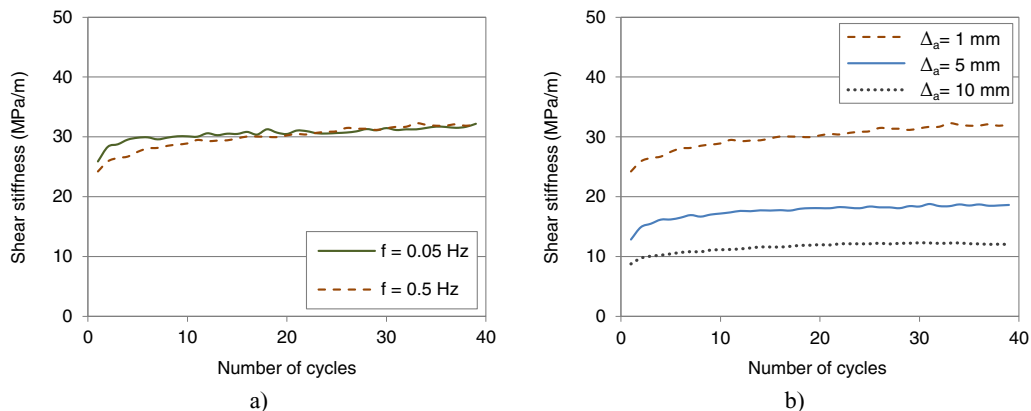 50
40
30
20
10
0
Shear stiffness (MPa/m)
f = 0.05 Hz
f = 0.5 Hz
0 10 20 30 40
Number of cycles
a)
50
40
30
20
10
0
Shear stiffness (MPa/m)
Δa= 1 mm
Δa= 5 mm
Δa= 10 mm
0 10 20 30 40
Number of cycles
b)